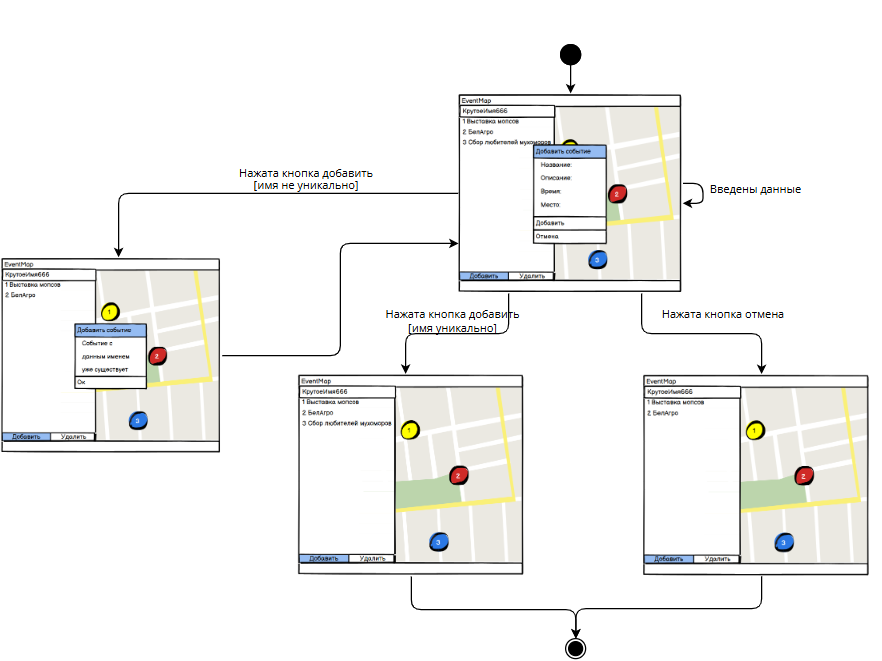 EventMap
КрутоеИмя666
1 Выставка мопсов
2 БелАгро
3 Сбор любителей мухоморов
Добавить событие
Название:
Описание:
Время:
Место:
Добавить
Отмена
2
3
Добавить Удалить
Введены данные
Нажата кнопка добавить
[имя не уникально]
EventMap
КрутоеИмя666
1 Выставка мопсов
2 БелАгро
1
Добавить событие
Событие с
данным именем
уже существует
Ок
2
3
Добавить Удалить
Нажата кнопка добавить
[имя уникально]
Нажата кнопка отмена
EventMap
КрутоеИмя666
1 Выставка мопсов
2 БелАгро
3 Сбор любителей мухоморов
1
2
3
Добавить Удалить
EventMap
КрутоеИмя666
1 Выставка мопсов
2 БелАгро
1
2
3
Добавить Удалить